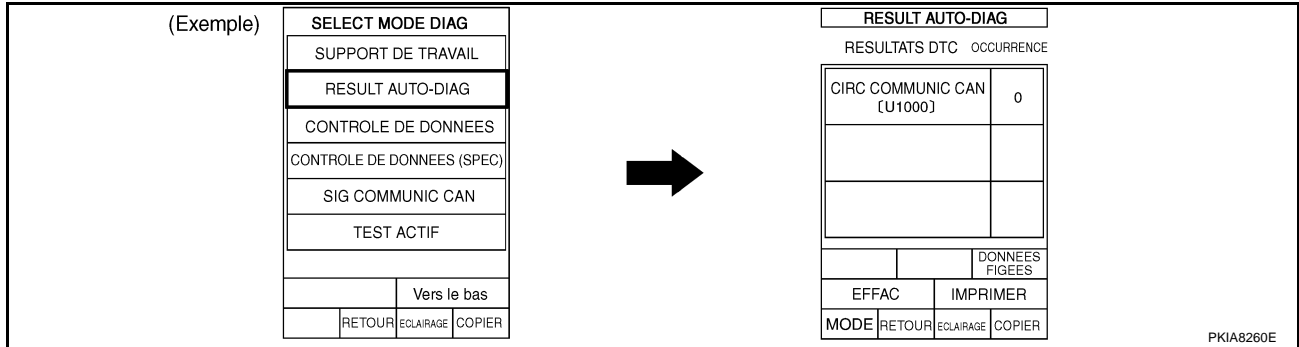 (Exemple)
SELECT MODE DIAG
SUPPORT DE TRAVAIL
RESULT AUTO-DIAG
CONTROLE DE DONNEES
CONTROLE DE DONNEES (SPEC)
SIG COMMUNIC CAN
TEST ACTIF
Vers le bas
RETOUR ECLAIRAGE COPIER
RESULT AUTO-DIAG
RESULTATS DTC OCCURRENCE
CIRC COMMUNIC CAN 0
〔U1000〕
DONNEES
FIGEES
EFFAC IMPRIMER
MODE RETOUR ECLAIRAGE COPIER
PKIA8260E